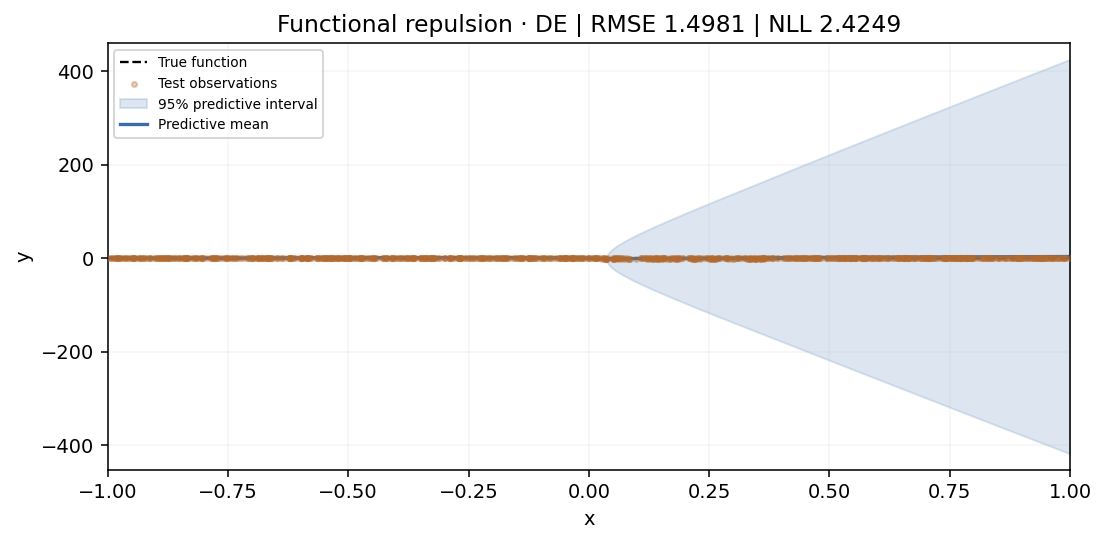 Functional repulsion · DE | RMSE 1.4981 | NLL 2.4249
True function
Test observations
95% predictive interval
Predictive mean
400
200
0
−200
−400
y
−1.00 −0.75 −0.50 −0.25 0.00 0.25 0.50 0.75 1.00
x